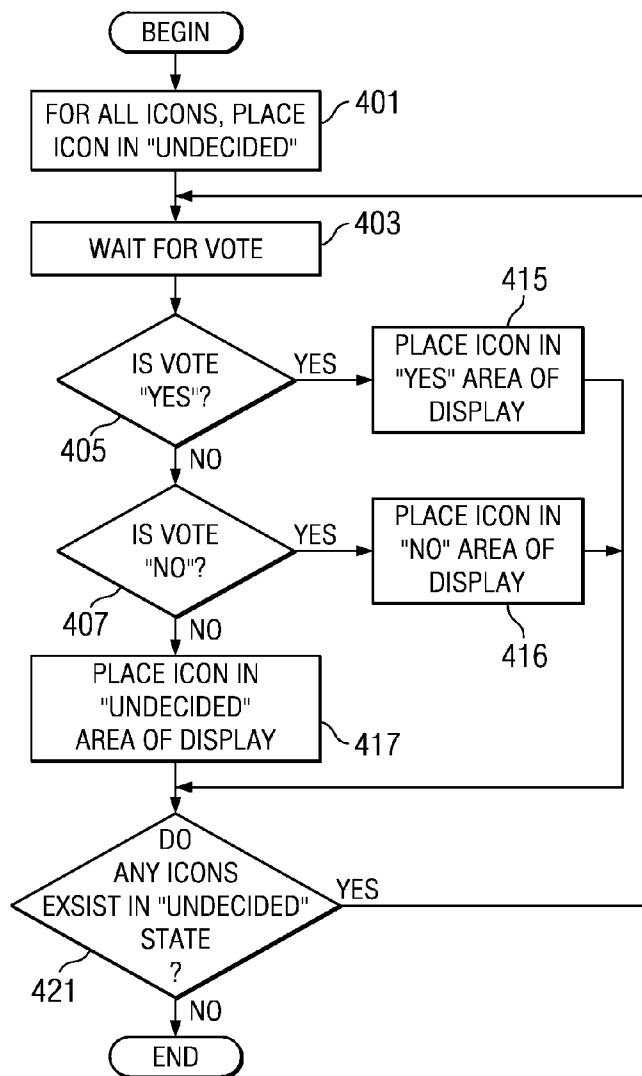 BEGIN
FOR ALL ICONS, PLACE
ICON IN "UNDECIDED"
401
WAIT FOR VOTE
403
IS VOTE
"YES"?
405
YES
NO
PLACE ICON IN
"YES" AREA OF
DISPLAY
415
IS VOTE
"NO"?
407
YES
NO
PLACE ICON IN
"NO" AREA OF
DISPLAY
416
PLACE ICON IN
"UNDECIDED"
AREA OF DISPLAY
417
DO
ANY ICONS
EXSIST IN "UNDECIDED"
STATE
?
421
YES
NO
END